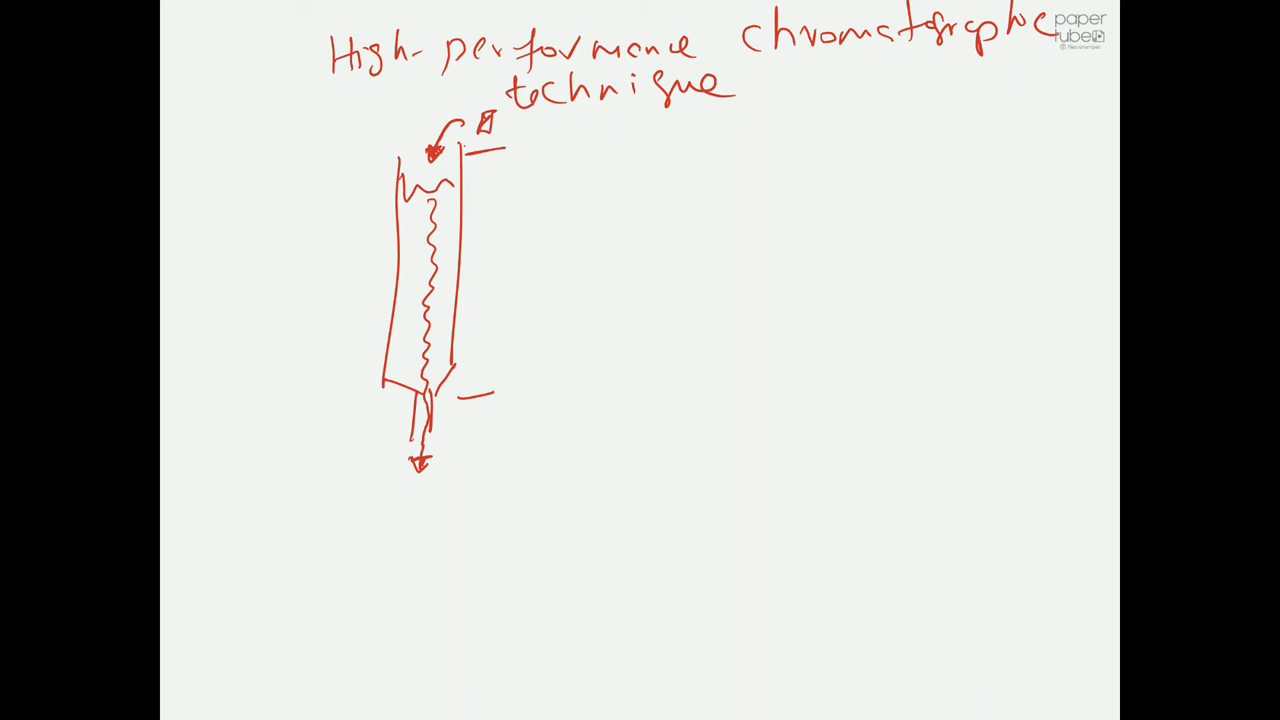 High-performance chromatographic
technique
paper
tube